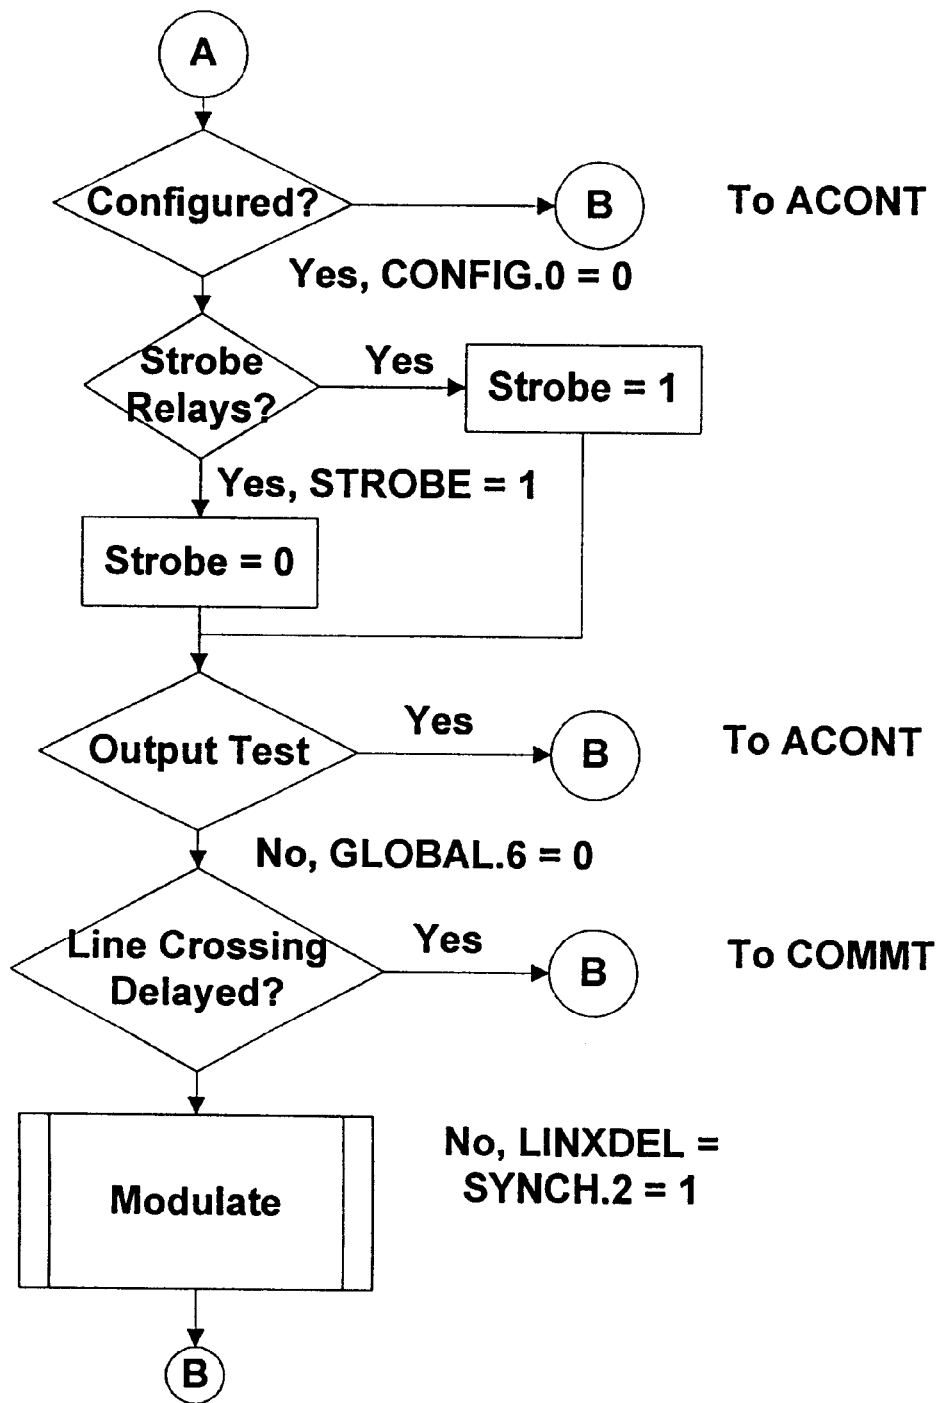 A
Configured?
B
To ACONT
Yes, CONFIG.0 = 0
Strobe
Relays?
Yes
Strobe = 1
Yes, STROBE = 1
Strobe = 0
Output Test
Yes
B
To ACONT
No, GLOBAL.6 = 0
Line Crossing
Delayed?
Yes
B
To COMMT
Modulate
No, LINXDEL =
SYNCH.2 = 1
B